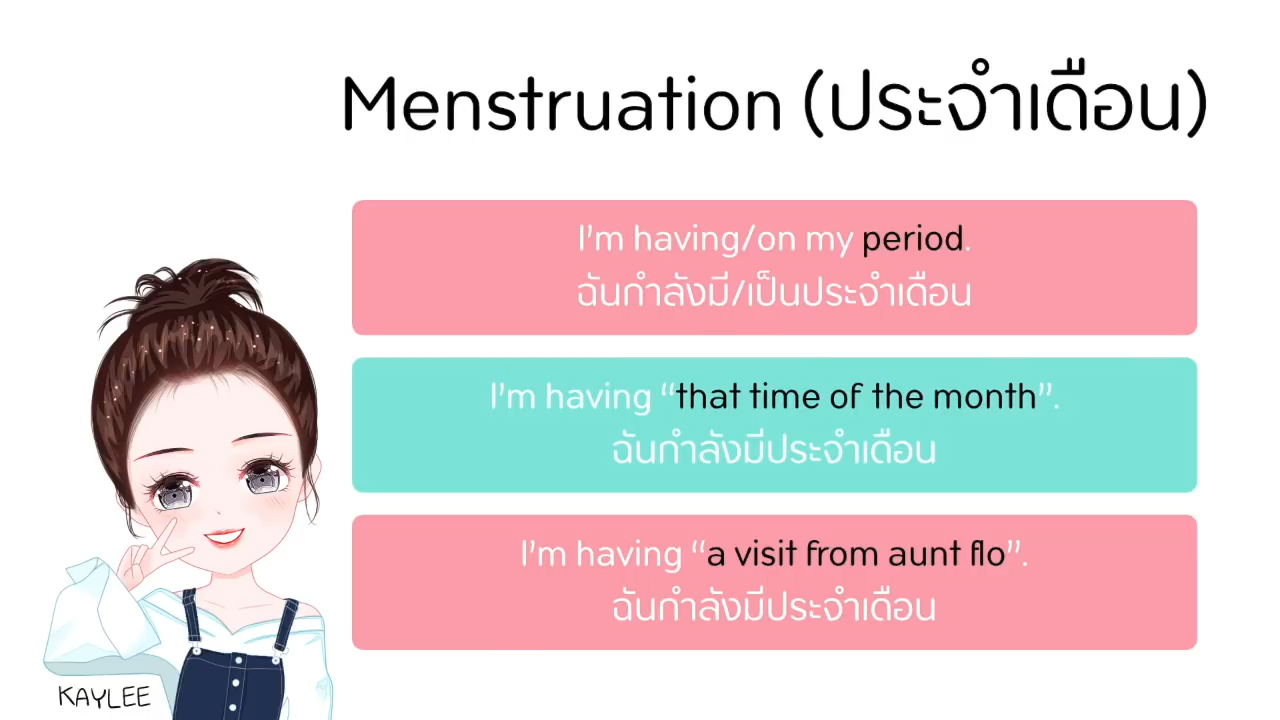 Menstruation (ประจำเดือน)
I'm having/on my period.
ฉันกำลังมี/เป็นประจำเดือน
I'm having “that time of the month”.
ฉันกำลังมีประจำเดือน
I'm having “a visit from aunt flo”.
ฉันกำลังมีประจำเดือน
KAYLEE